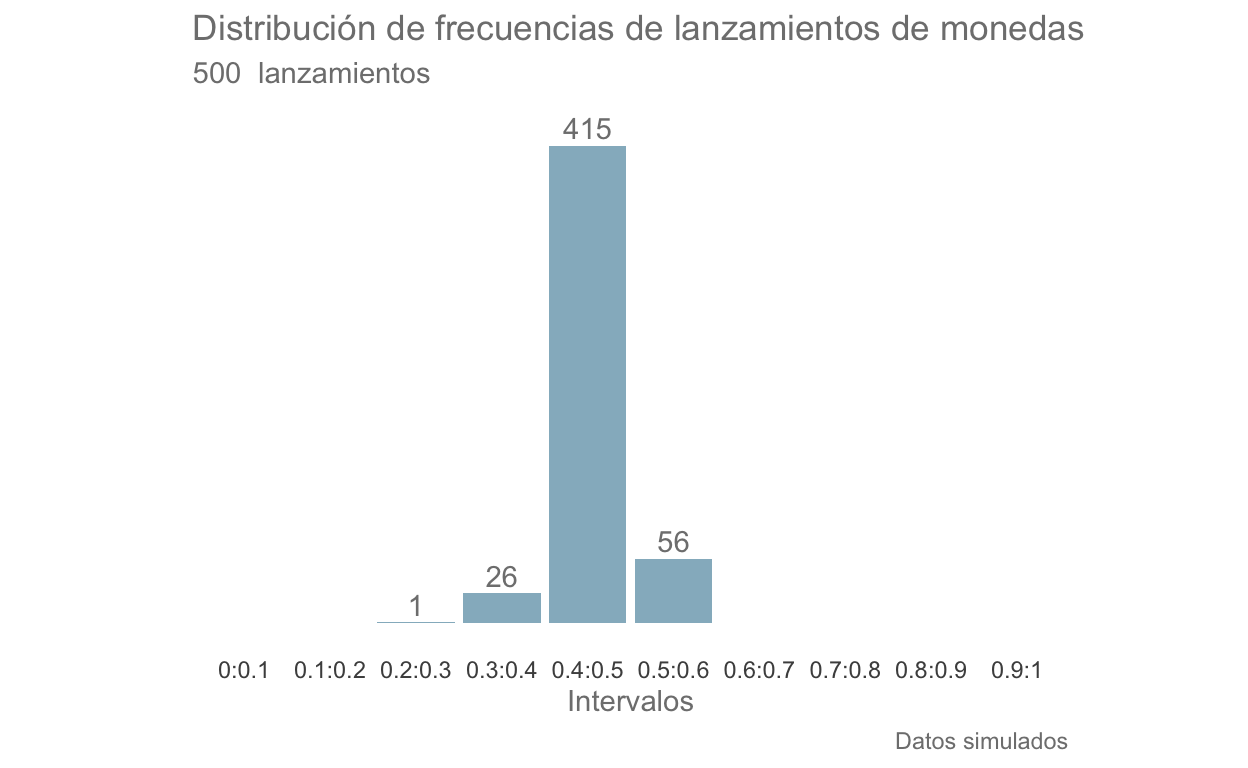 Distribución de frecuencias de lanzamientos de monedas
500  lanzamientos
415
56
26
1
0:0.1 0.1:0.2 0.2:0.3 0.3:0.4 0.4:0.5 0.5:0.6 0.6:0.7 0.7:0.8 0.8:0.9 0.9:1
Intervalos
Datos simulados